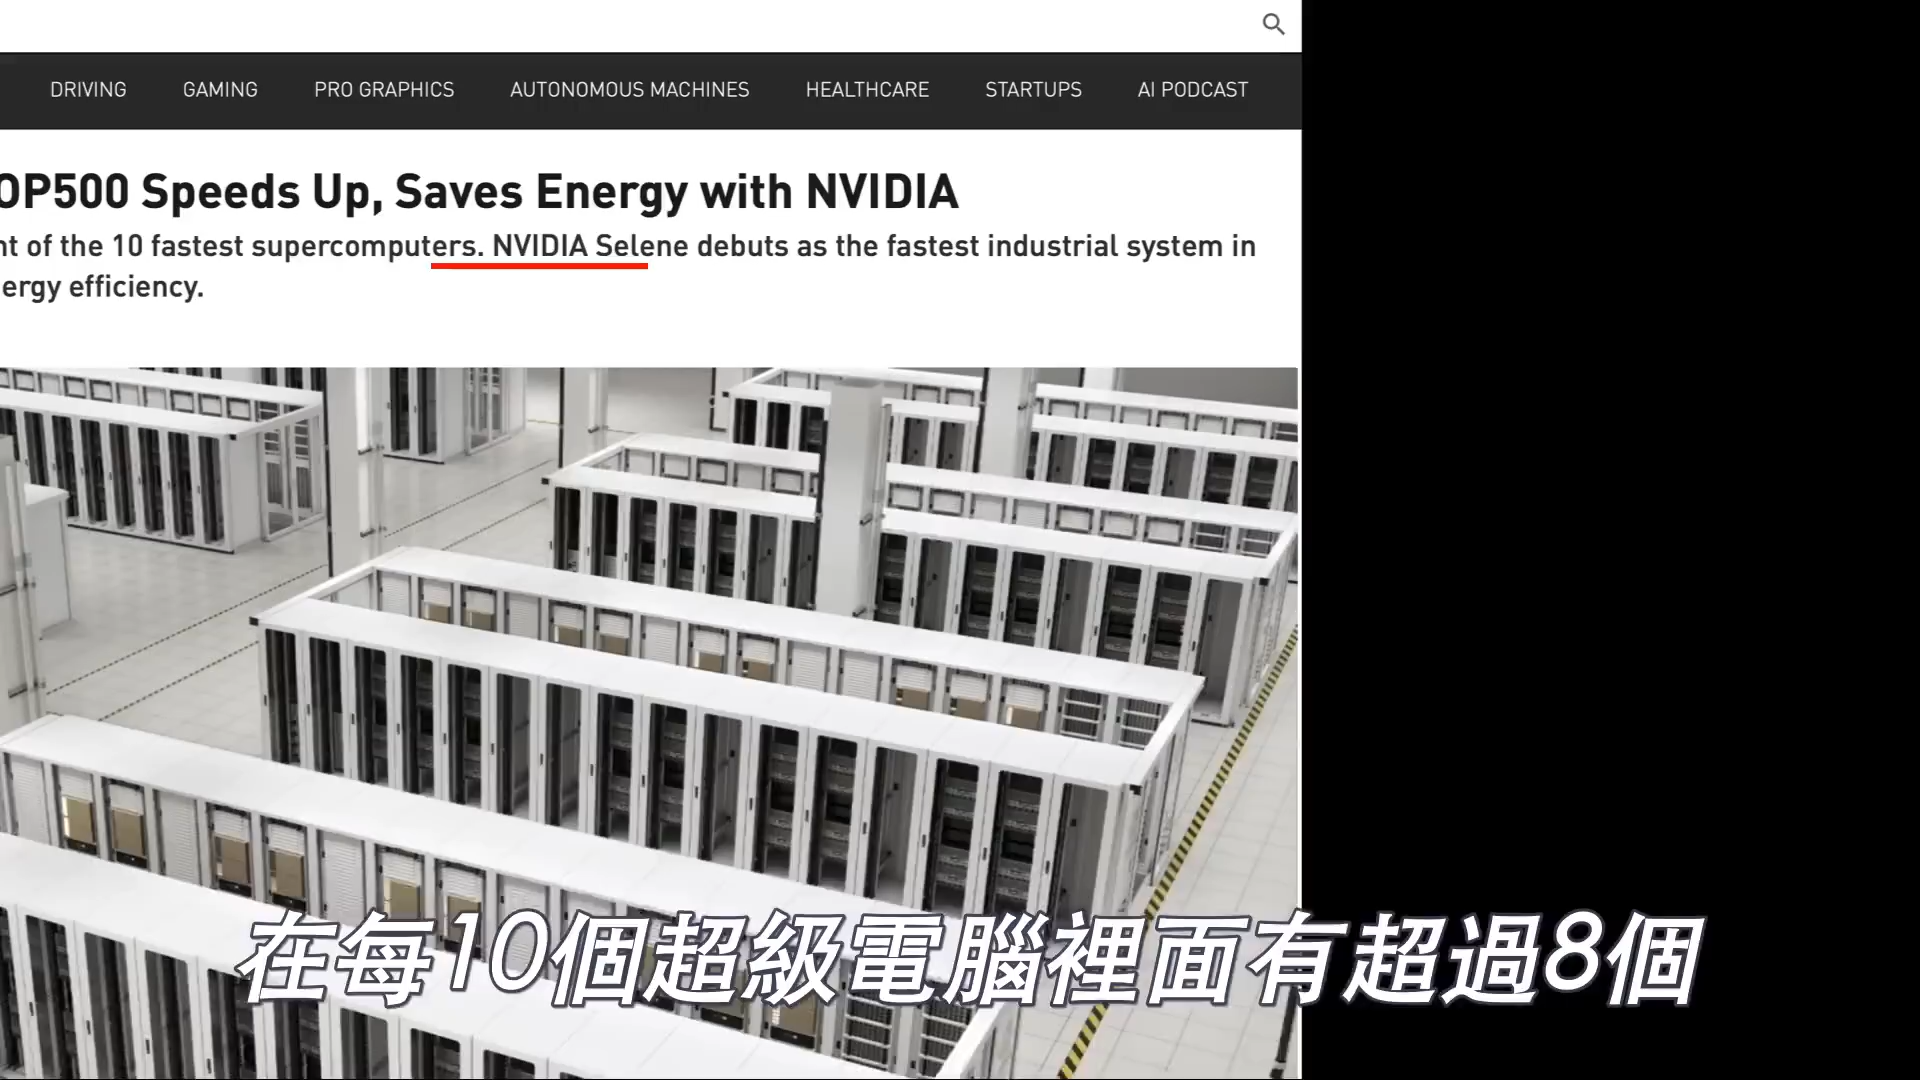 DRIVING GAMING PRO GRAPHICS AUTONOMOUS MACHINES HEALTHCARE STARTUPS AI PODCAST
OP500 Speeds Up, Saves Energy with NVIDIA
nt of the 10 fastest supercomputers. NVIDIA Selene debuts as the fastest industrial system in
ergy efficiency.
在每10個超級電腦裡面有超過8個